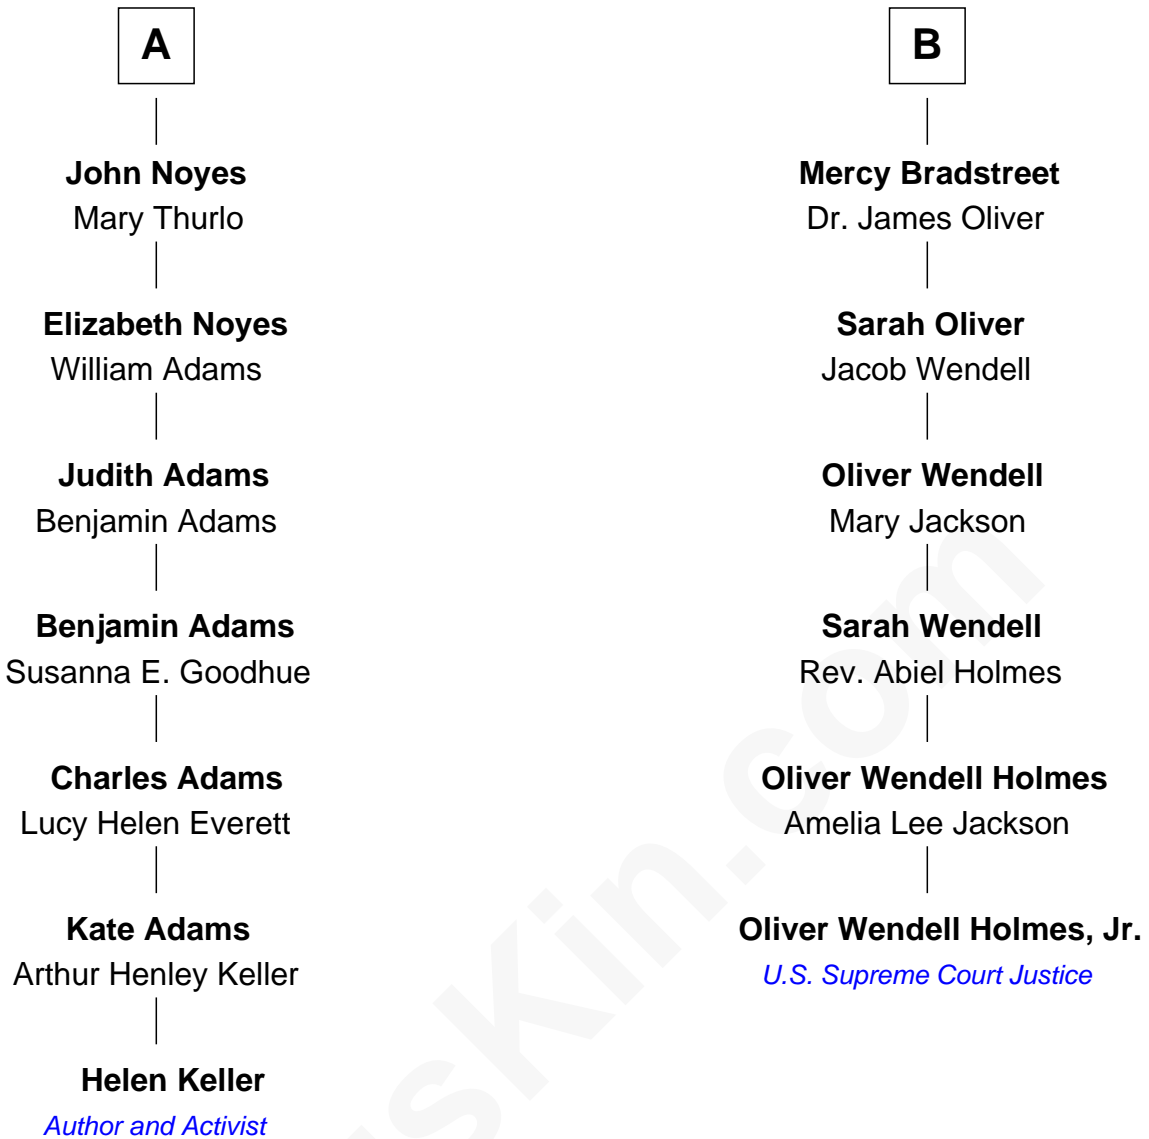 A
John Noyes
Mary Thurlo
Elizabeth Noyes
William Adams
Judith Adams
Benjamin Adams
Benjamin Adams
Susanna E. Goodhue
Charles Adams
Lucy Helen Everett
Kate Adams
Arthur Henley Keller
Helen Keller
Author and Activist
B
Mercy Bradstreet
Dr. James Oliver
Sarah Oliver
Jacob Wendell
Oliver Wendell
Mary Jackson
Sarah Wendell
Rev. Abiel Holmes
Oliver Wendell Holmes
Amelia Lee Jackson
Oliver Wendell Holmes, Jr.
U.S. Supreme Court Justice